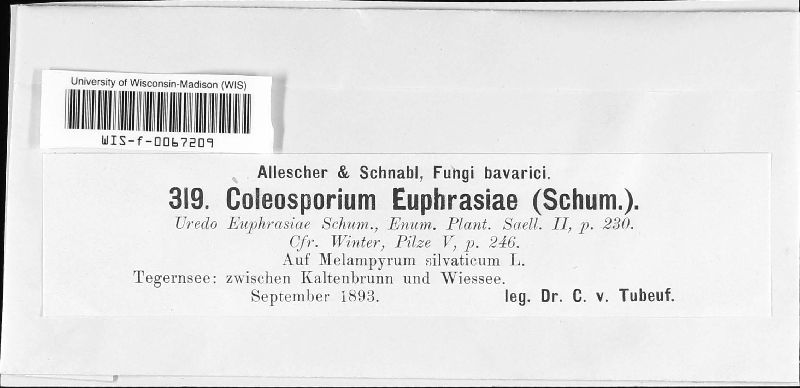 University of Wisconsin-Madison (WIS)
WIS-f-0067209
Allescher & Schnabl, Fungi bavarici.
319. Coleosporium Euphrasiae (Schum.).
Uredo Euphrasiae Schum., Enum. Plant. Saell. II, p. 230.
Cfr. Winter, Pilze V, p. 246.
Auf Melampyrum silvaticum L.
Tegernsee: zwischen Kaltenbrunn und Wiessee.
September 1893. leg. Dr. C. v. Tubeuf.